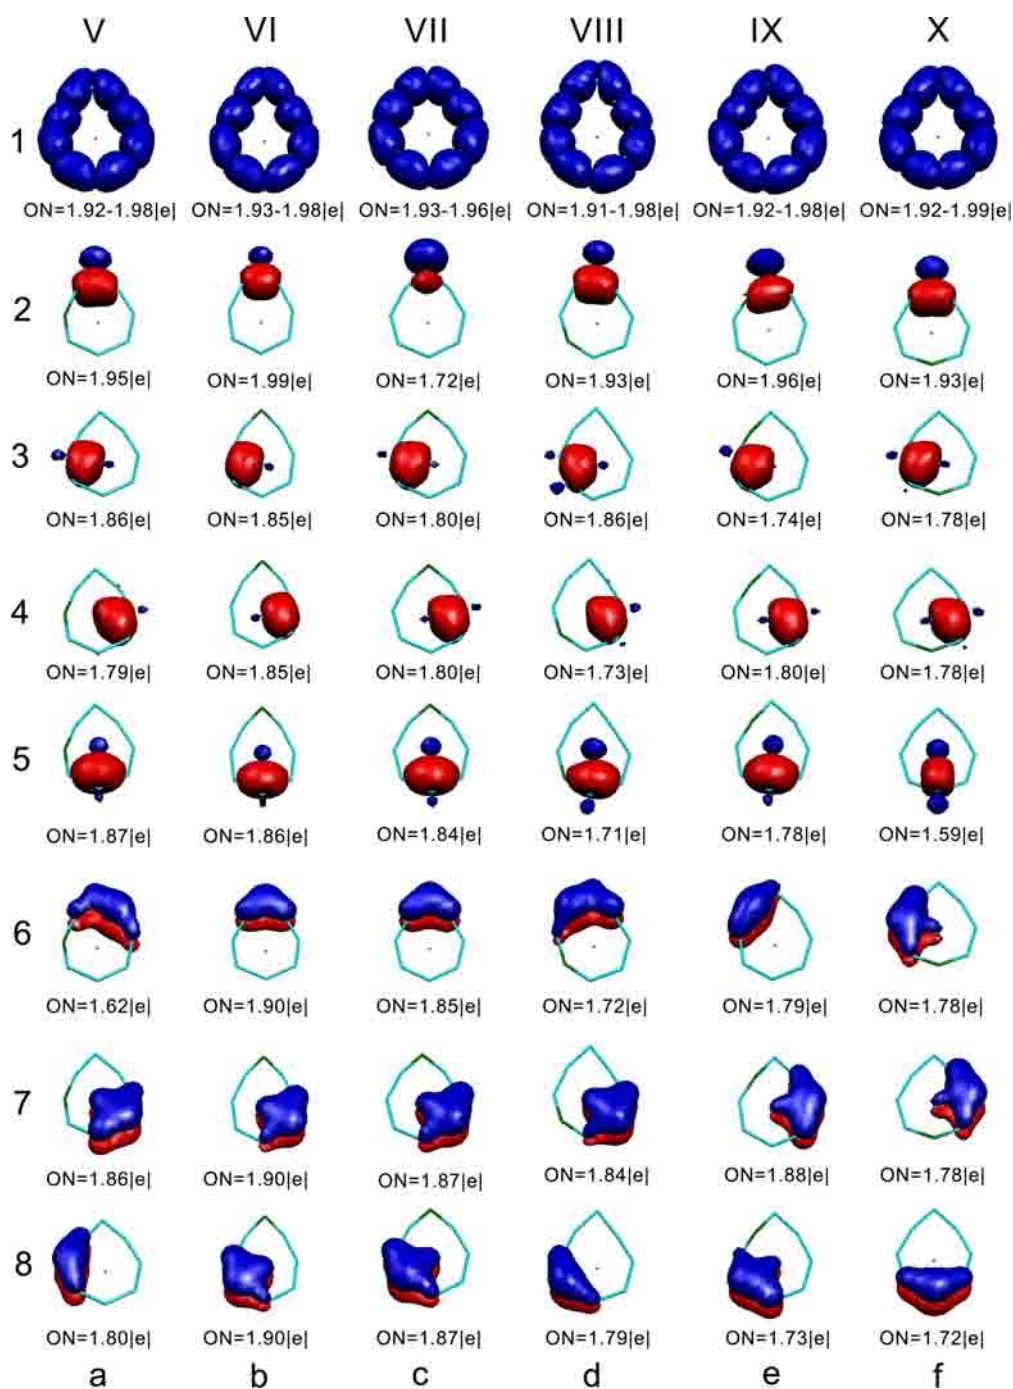 V VI VII VIII IX X
1
ON=1.92-1.98|e| ON=1.93-1.98|e| ON=1.93-1.96|e| ON=1.91-1.98|e| ON=1.92-1.98|e| ON=1.92-1.99|e|
2
ON=1.95|e| ON=1.99|e| ON=1.72|e| ON=1.93|e| ON=1.96|e| ON=1.93|e|
3
ON=1.86|e| ON=1.85|e| ON=1.80|e| ON=1.86|e| ON=1.74|e| ON=1.78|e|
4
ON=1.79|e| ON=1.85|e| ON=1.80|e| ON=1.73|e| ON=1.80|e| ON=1.78|e|
5
ON=1.87|e| ON=1.86|e| ON=1.84|e| ON=1.71|e| ON=1.78|e| ON=1.59|e|
6
ON=1.62|e| ON=1.90|e| ON=1.85|e| ON=1.72|e| ON=1.79|e| ON=1.78|e|
7
ON=1.86|e| ON=1.90|e| ON=1.87|e| ON=1.84|e| ON=1.88|e| ON=1.78|e|
8
ON=1.80|e| ON=1.90|e| ON=1.87|e| ON=1.79|e| ON=1.73|e| ON=1.72|e|
a b c d e f